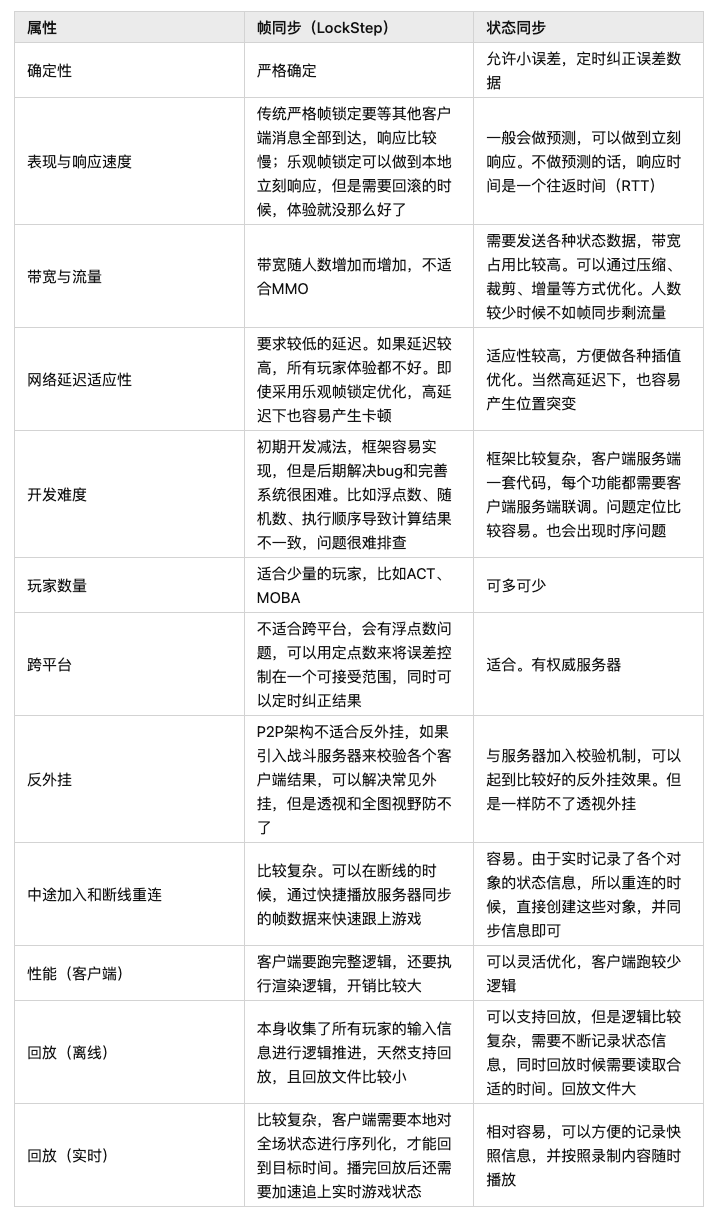 属性
帧同步（LockStep）
状态同步
确定性
严格确定
允许小误差，定时纠正误差数
据
表现与响应速度
传统严格帧锁定要等其他客户
端消息全部到达，响应比较
慢；乐观帧锁定可以做到本地
立刻响应，但是需要回滚的时
候，体验就没那么好了
一般会做预测，可以做到立刻
响应。不做预测的话，响应时
间是一个往返时间（RTT）
带宽与流量
带宽随人数增加而增加，不适
合MMO
需要发送各种状态数据，带宽
占用比较高。可以通过压缩、
裁剪、增量等方式优化。人数
较少时候不如帧同步剩流量
网络延迟适应性
要求较低的延迟。如果延迟较
高，所有玩家体验都不好。即
使采用乐观帧锁定优化，高延
迟下也容易产生卡顿
适应性较高，方便做各种插值
优化。当然高延迟下，也容易
产生位置突变
开发难度
初期开发减法，框架容易实
现，但是后期解决bug和完善
系统很困难。比如浮点数、随
机数、执行顺序导致计算结果
不一致，问题很难排查
框架比较复杂，客户端服务端
一套代码，每个功能都需要客
户端服务端联调。问题定位比
较容易。也会出现时序问题
玩家数量
适合少量的玩家，比如ACT、
MOBA
可多可少
跨平台
不适合跨平台，会有浮点数问
题，可以用定点数来将误差控
制在一个可接受范围，同时可
以定时纠正结果
适合。有权威服务器
反外挂
P2P架构不适合反外挂，如果
引入战斗服务器来校验各个客
户端结果，可以解决常见外
挂，但是透视和全图视野防不
了
与服务器加入校验机制，可以
起到比较好的反外挂效果。但
是一样防不了透视外挂
中途加入和断线重连
比较复杂。可以在断线的时
候，通过快捷播放服务器同步
的帧数据来快速跟上游戏
容易。由于实时记录了各个对
象的状态信息，所以重连的时
候，直接创建这些对象，并同
步信息即可
性能（客户端）
客户端要跑完整逻辑，还要执
行渲染逻辑，开销比较大
可以灵活优化，客户端跑较少
逻辑
回放（离线）
本身收集了所有玩家的输入信
息进行逻辑推进，天然支持回
放，且回放文件比较小
可以支持回放，但是逻辑比较
复杂，需要不断记录状态信
息，同时回放时候需要读取合
适的时间。回放文件大
回放（实时）
比较复杂，客户端需要本地对
全场状态进行序列化，才能回
到目标时间。播完回放后还需
要加速追上实时游戏状态
相对容易，可以方便的记录快
照信息，并按照录制内容随时
播放